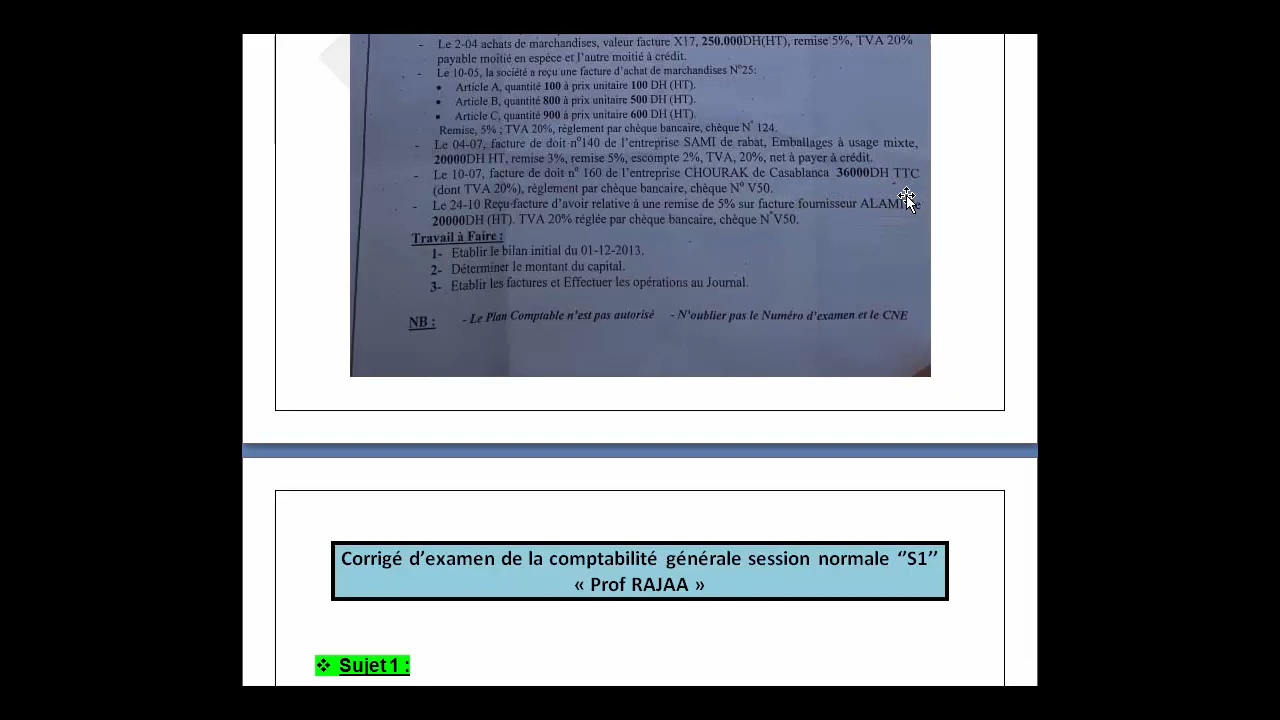 - Le 2-04 achats de marchandises, valeur facture X17, 250.000DH(HT), remise 5%, TVA 20%
payable moitié en espèce et l'autre moitié à crédit.
- Le 10-05, la société a reçu une facture d'achat de marchandises N°25:
• Article A, quantité 100 à prix unitaire 100 DH (HT).
• Article B, quantité 800 à prix unitaire 500 DH (HT).
• Article C, quantité 900 à prix unitaire 600 DH (HT).
Remise, 5% ; TVA 20%, règlement par chèque bancaire, chèque N° 124.
- Le 04-07, facture de doit n°140 de l'entreprise SAMI de rabat, Emballages à usage mixte,
20000DH HT, remise 3%, remise 5%, escompte 2%, TVA, 20%, net à payer à crédit.
- Le 10-07, facture de doit n° 160 de l'entreprise CHOURAK de Casablanca 36000DH TTC
(dont TVA 20%), règlement par chèque bancaire, chèque N° V50.
- Le 24-10 Reçu facture d'avoir relative à une remise de 5% sur facture fournisseur
20000DH (HT). TVA 20% réglée par chèque bancaire, chèque N°V50.
Travail à Faire :
1- Etablir le bilan initial du 01-12-2013.
2- Déterminer le montant du capital.
3- Etablir les factures et Effectuer les opérations au Journal.
NB : - Le Plan Comptable n'est pas autorisé - N'oublier pas le Numéro d'examen et le CNE
Corrigé d'examen de la comptabilité générale session normale ‘’S1’’
« Prof RAJAA »
❖ Sujet 1 :